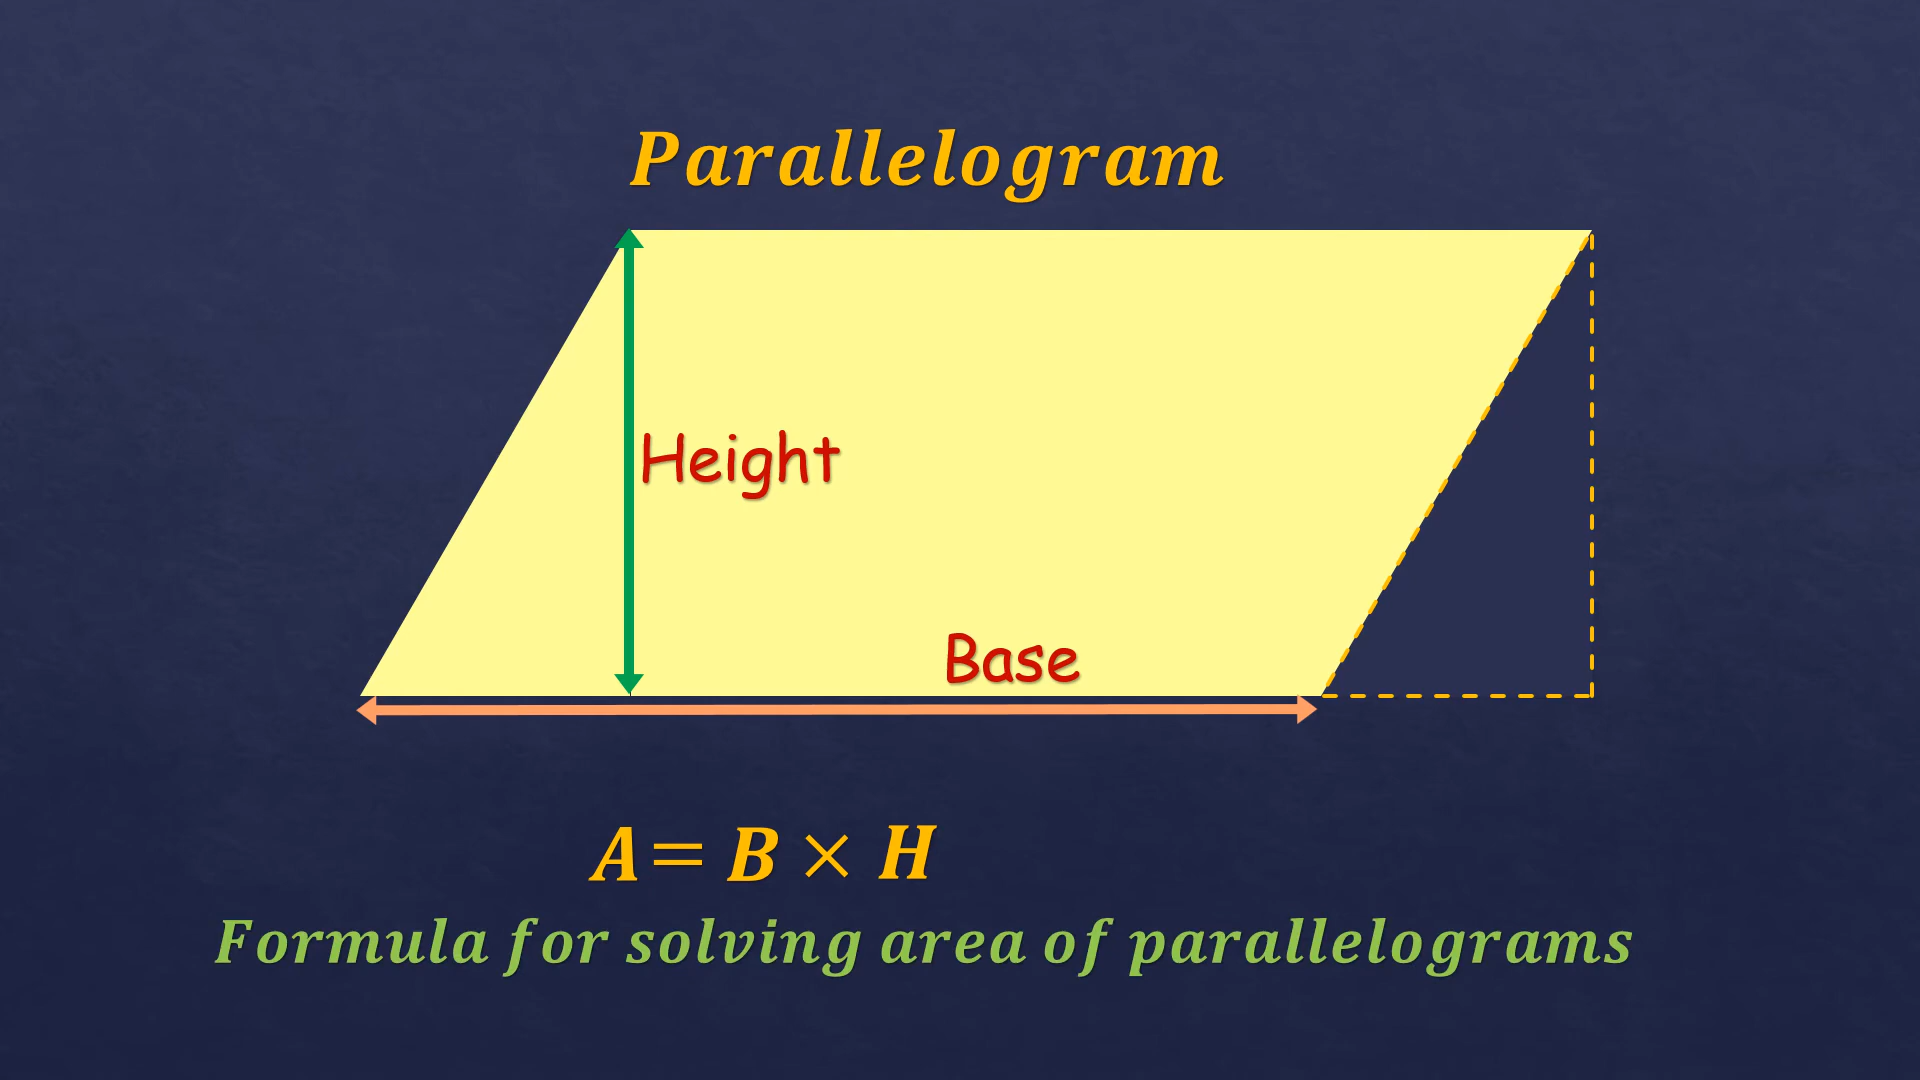 Parallelogram
Height
Base
A= B × H
Formula for solving area of parallelograms